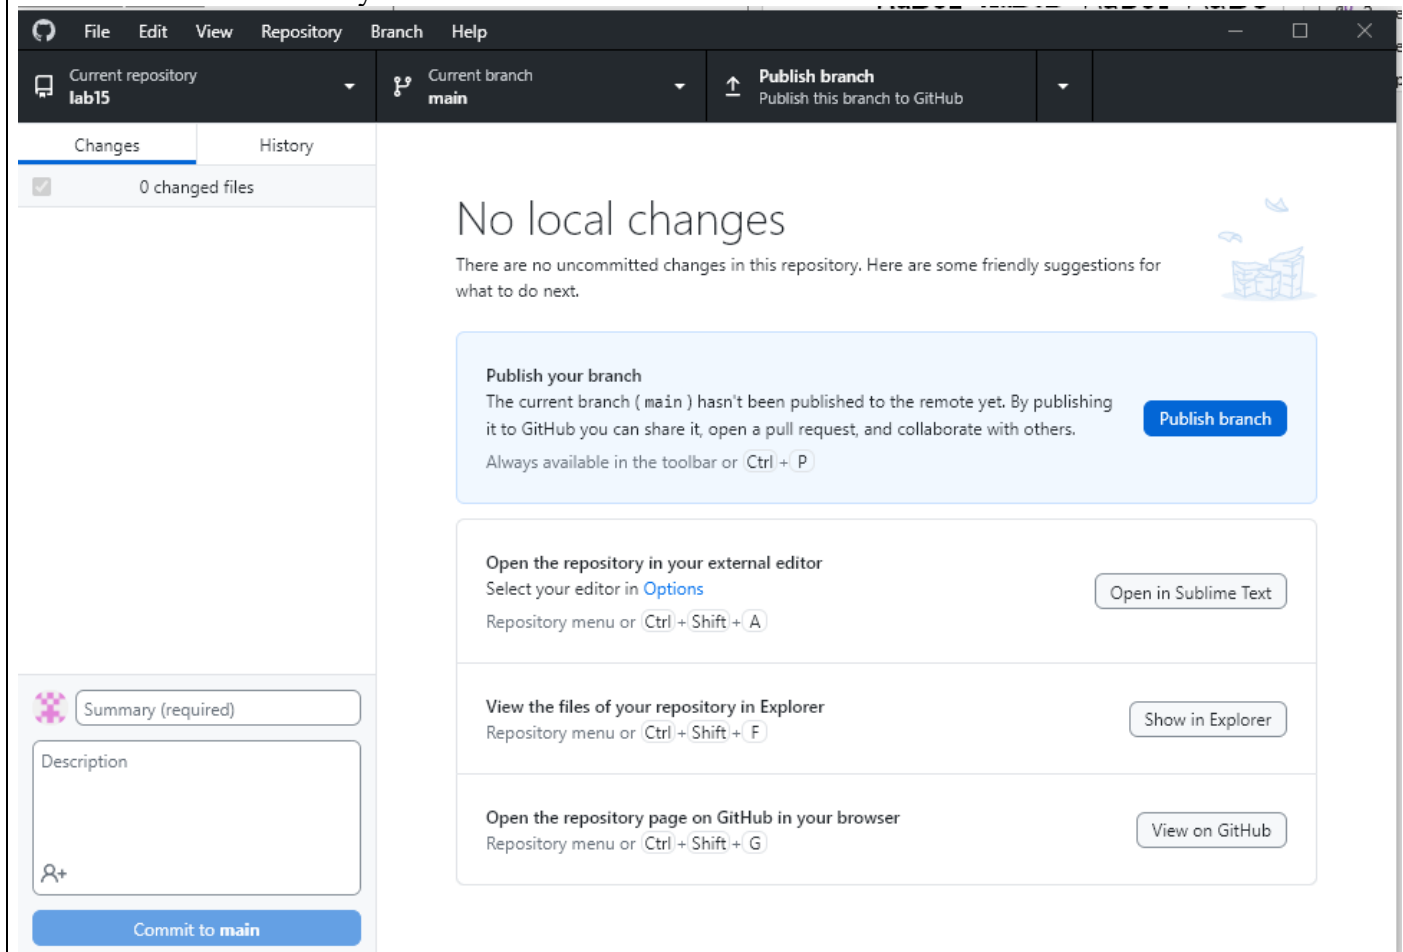 File Edit View Repository Branch Help
Current repository
lab15
Current branch
main
Publish branch
Publish this branch to GitHub
Changes History
0 changed files
No local changes
There are no uncommitted changes in this repository. Here are some friendly suggestions for
what to do next.
Publish your branch
The current branch ( main ) hasn't been published to the remote yet. By publishing
it to GitHub you can share it, open a pull request, and collaborate with others.
Always available in the toolbar or Ctrl + P
Publish branch
Open the repository in your external editor
Select your editor in Options
Repository menu or Ctrl + Shift + A
Open in Sublime Text
View the files of your repository in Explorer
Repository menu or Ctrl + Shift + F
Show in Explorer
Open the repository page on GitHub in your browser
Repository menu or Ctrl + Shift + G
View on GitHub
Summary (required)
Description
Commit to main